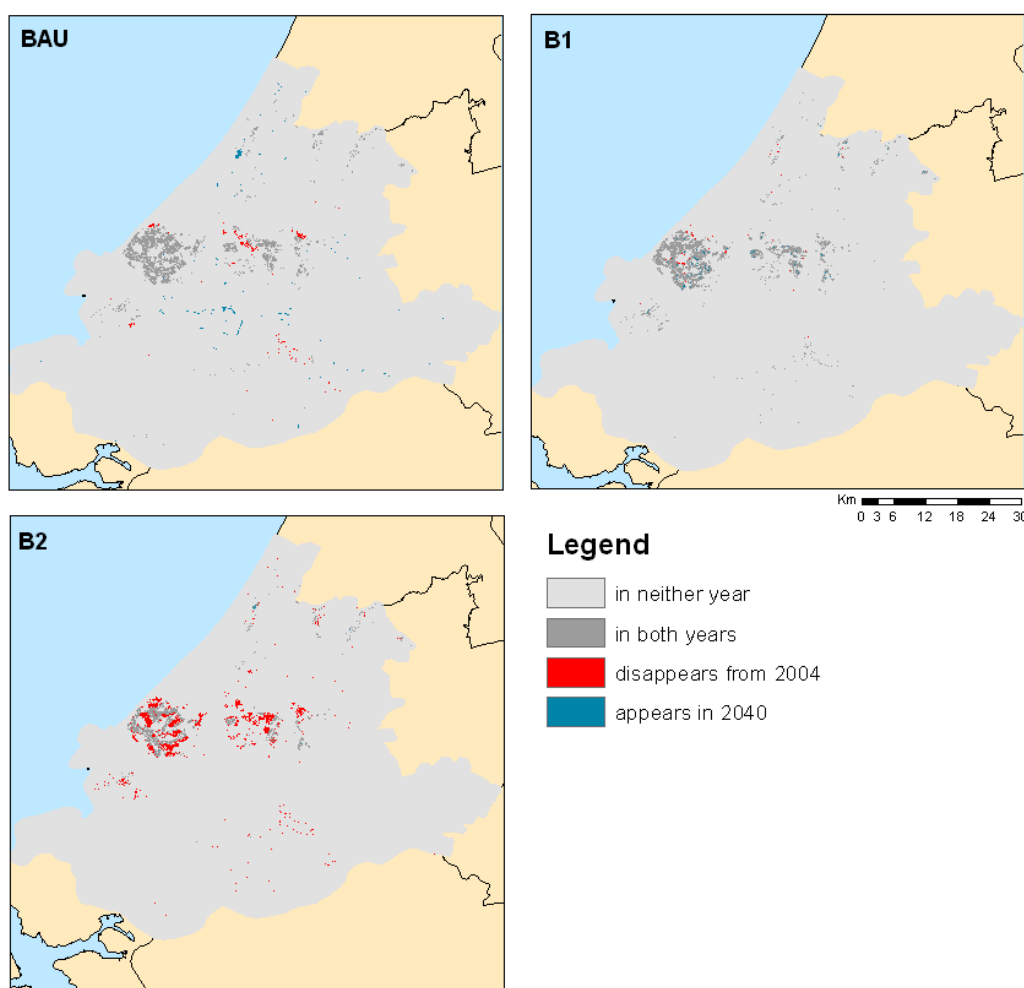 BAU
B1
Km
0 3 6 12 18 24 30
B2
Legend
in neither year
in both years
disappears from 2004
appears in 2040